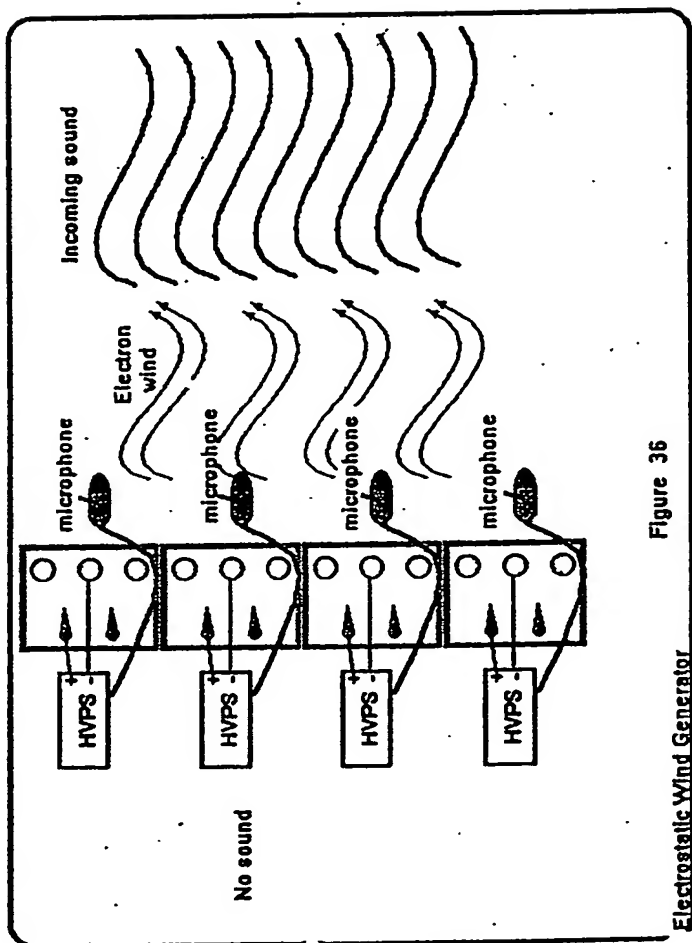 Incoming sound
Electron
wind
microphone
microphone
microphone
microphone
+
-
HVPS
+
-
HVPS
+
-
HVPS
+
-
HVPS
No sound
Figure 36
Electrostatic Wind Generator